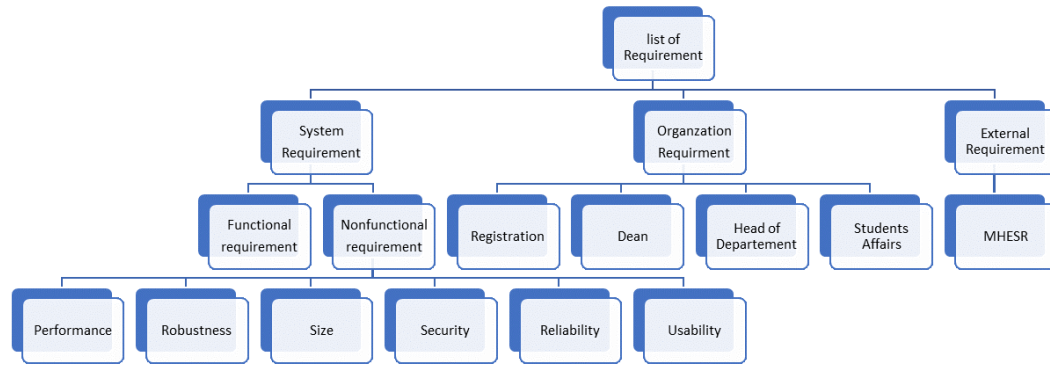 list of
Requirement
System
Requirement
Organzation
Requirment
External
Requirement
Functional
requirement
Nonfunctional
requirement
Registration
Dean
Head of
Departement
Students
Affairs
MHESR
Performance
Robustness
Size
Security
Reliability
Usability